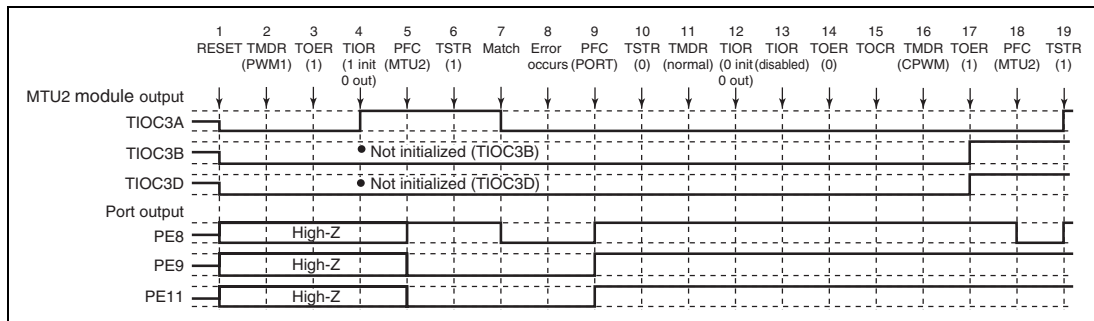 1 2 3 4 5 6 7 8 9 10 11 12 13 14 15 16 17 18 19
RESET TMDR TOER TIOR PFC TSTR Match Error PFC TSTR TMDR TIOR TIOR TOER TOCR TMDR TOER PFC TSTR
(PWM1) (1) (1 init (MTU2) (1) occurs (PORT) (0) (normal) (0 init (disabled) (0) (CPWM) (1) (MTU2) (1)
0 out) 0 out)
MTU2 module output
TIOC3A
TIOC3B • Not initialized (TIOC3B)
TIOC3D • Not initialized (TIOC3D)
Port output
PE8 High-Z
PE9 High-Z
PE11 High-Z